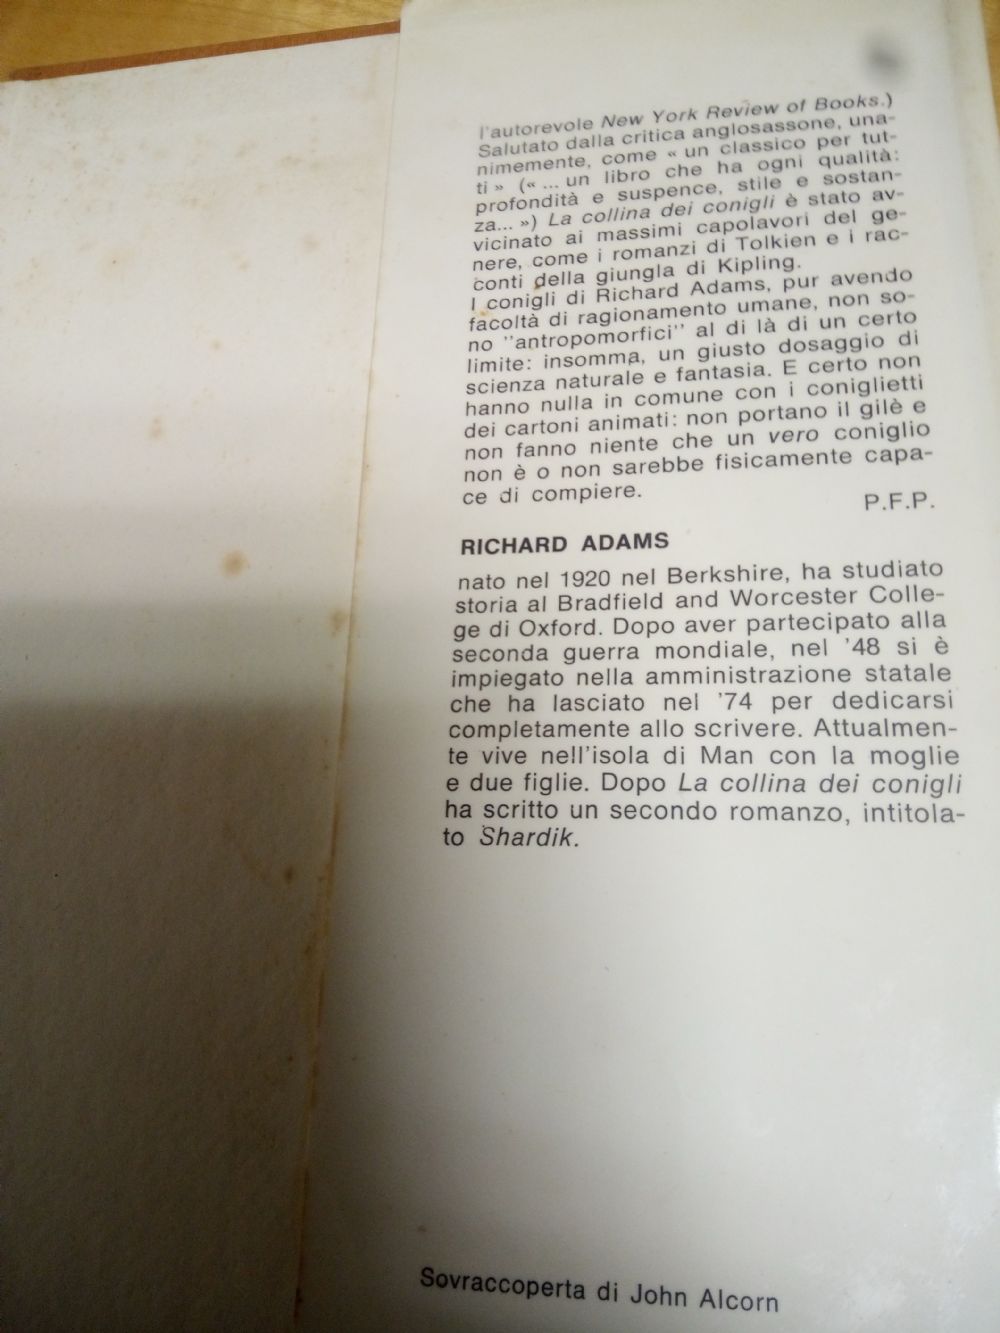 l'autorevole New York Review of Books.)
Salutato dalla critica anglosassone, una-
nimemente, come « un classico per tut-
ti » (« ... un libro che ha ogni qualità:
profondità e suspence, stile e sostan-
za... ») La collina dei conigli è stato av-
vicinato ai massimi capolavori del ge-
nere, come i romanzi di Tolkien e i rac-
conti della giungla di Kipling.
I conigli di Richard Adams, pur avendo
facoltà di ragionamento umane, non so-
no "antropomorfici" al di là di un certo
limite: insomma, un giusto dosaggio di
scienza naturale e fantasia. E certo non
hanno nulla in comune con i coniglietti
dei cartoni animati: non portano il gilè e
non fanno niente che un vero coniglio
non è o non sarebbe fisicamente capa-
ce di compiere.
P.F.P.
RICHARD ADAMS
nato nel 1920 nel Berkshire, ha studiato
storia al Bradfield and Worcester Colle-
ge di Oxford. Dopo aver partecipato alla
seconda guerra mondiale, nel '48 si è
impiegato nella amministrazione statale
che ha lasciato nel '74 per dedicarsi
completamente allo scrivere. Attualmen-
te vive nell'isola di Man con la moglie
e due figlie. Dopo La collina dei conigli
ha scritto un secondo romanzo, intitola-
to Shardik.
Sovraccoperta di John Alcorn